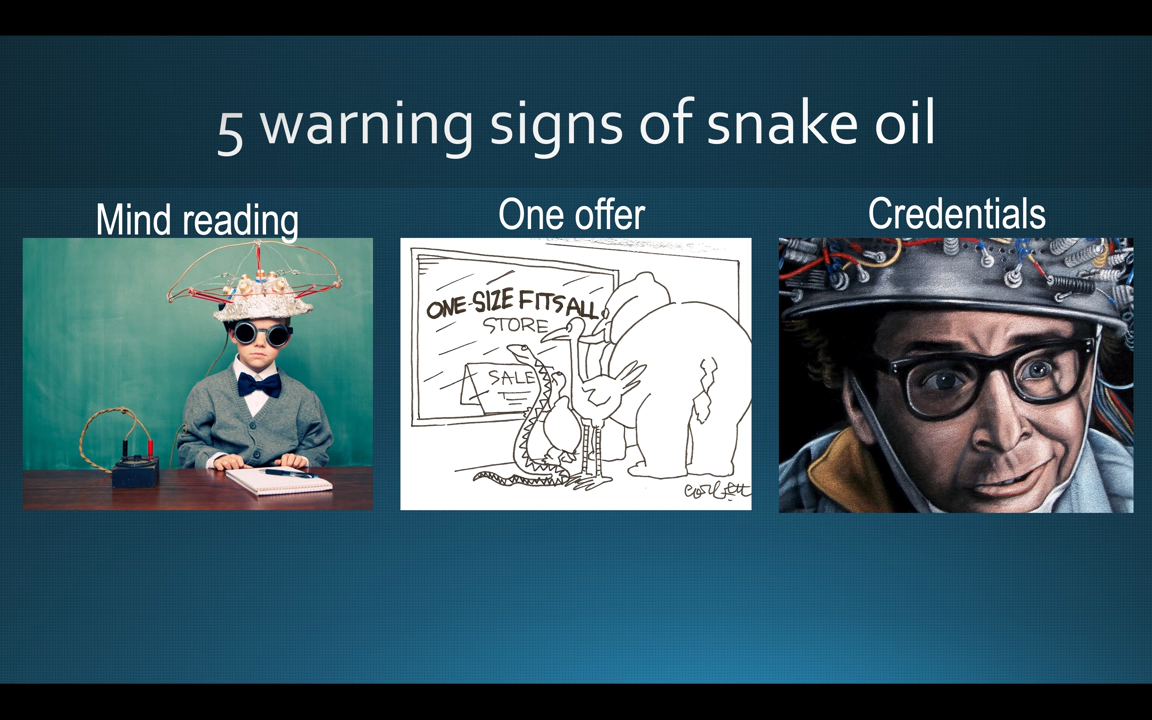 5 warning signs of snake oil
Mind reading
One offer
Credentials
ONE-SIZE FITS ALL
STORE
SALE